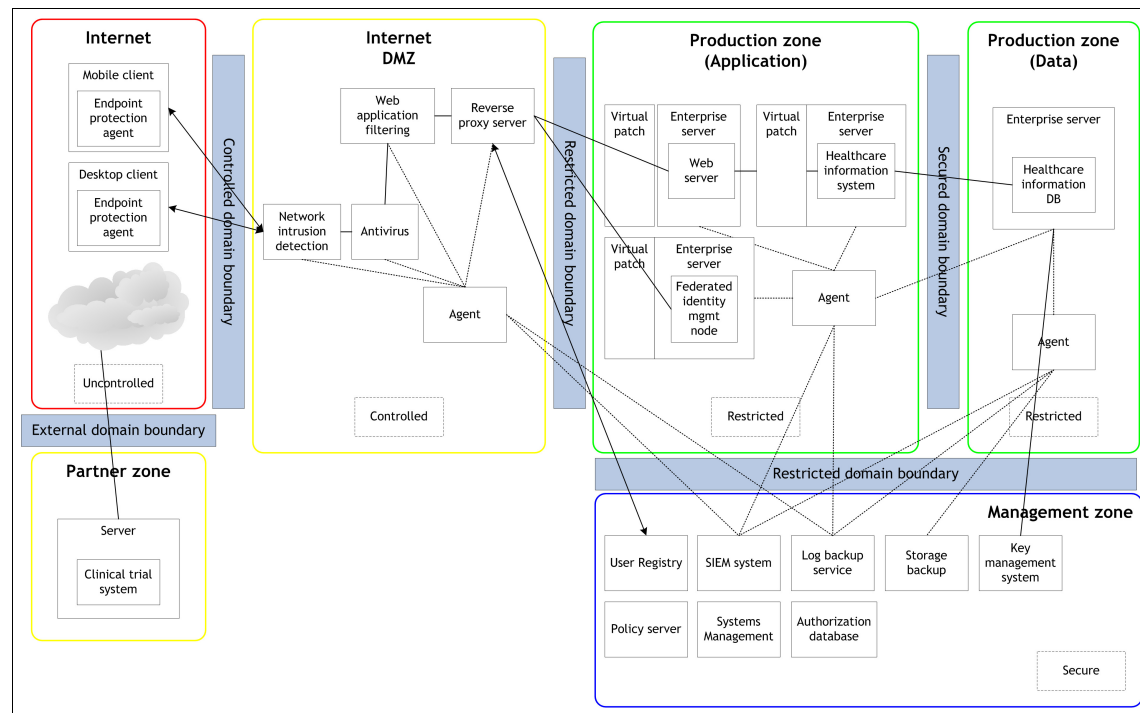 Internet
Mobile client
Endpoint
protection
agent
Desktop client
Endpoint
protection
agent
Uncontrolled
External domain boundary
Partner zone
Server
Clinical trial
system
Controlled domain boundary
Internet
DMZ
Web
application
filtering
Reverse
proxy server
Network
intrusion
detection
Antivirus
Agent
Controlled
Restricted domain boundary
Production zone
(Application)
Virtual
patch
Enterprise
server
Web
server
Virtual
patch
Enterprise
server
Healthcare
information
system
Virtual
patch
Enterprise
server
Federated
identity
mgmt
node
Agent
Restricted
Secured domain boundary
Production zone
(Data)
Enterprise server
Healthcare
information
DB
Agent
Restricted
Restricted domain boundary
Management zone
User Registry
SIEM system
Log backup
service
Storage
backup
Key
management
system
Policy server
Systems
Management
Authorization
database
Secure